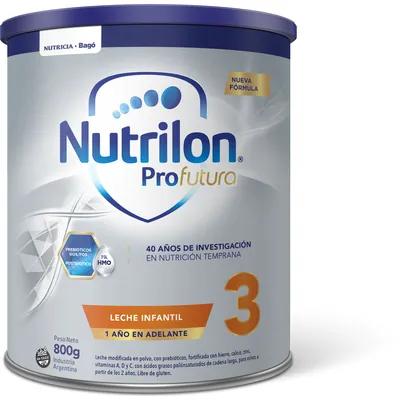 NUTRICIA • Bagó
NUEVA
FÓRMULA
Nutrilon®
Profutura
PREBIÓTICOS
40 AÑOS DE INVESTIGACIÓN
EN NUTRICIÓN TEMPRANA
HMO
LECHE INFANTIL
1 AÑO EN ADELANTE
3
Peso Neto
800g
Industria
Argentina
Leche modificada en polvo, con prebióticos, fortificada con hierro, calcio, zinc,
vitaminas A, D y C, con ácidos grasos poliinsaturados de cadena larga, para niños a
partir de los 2 años. Libre de gluten.